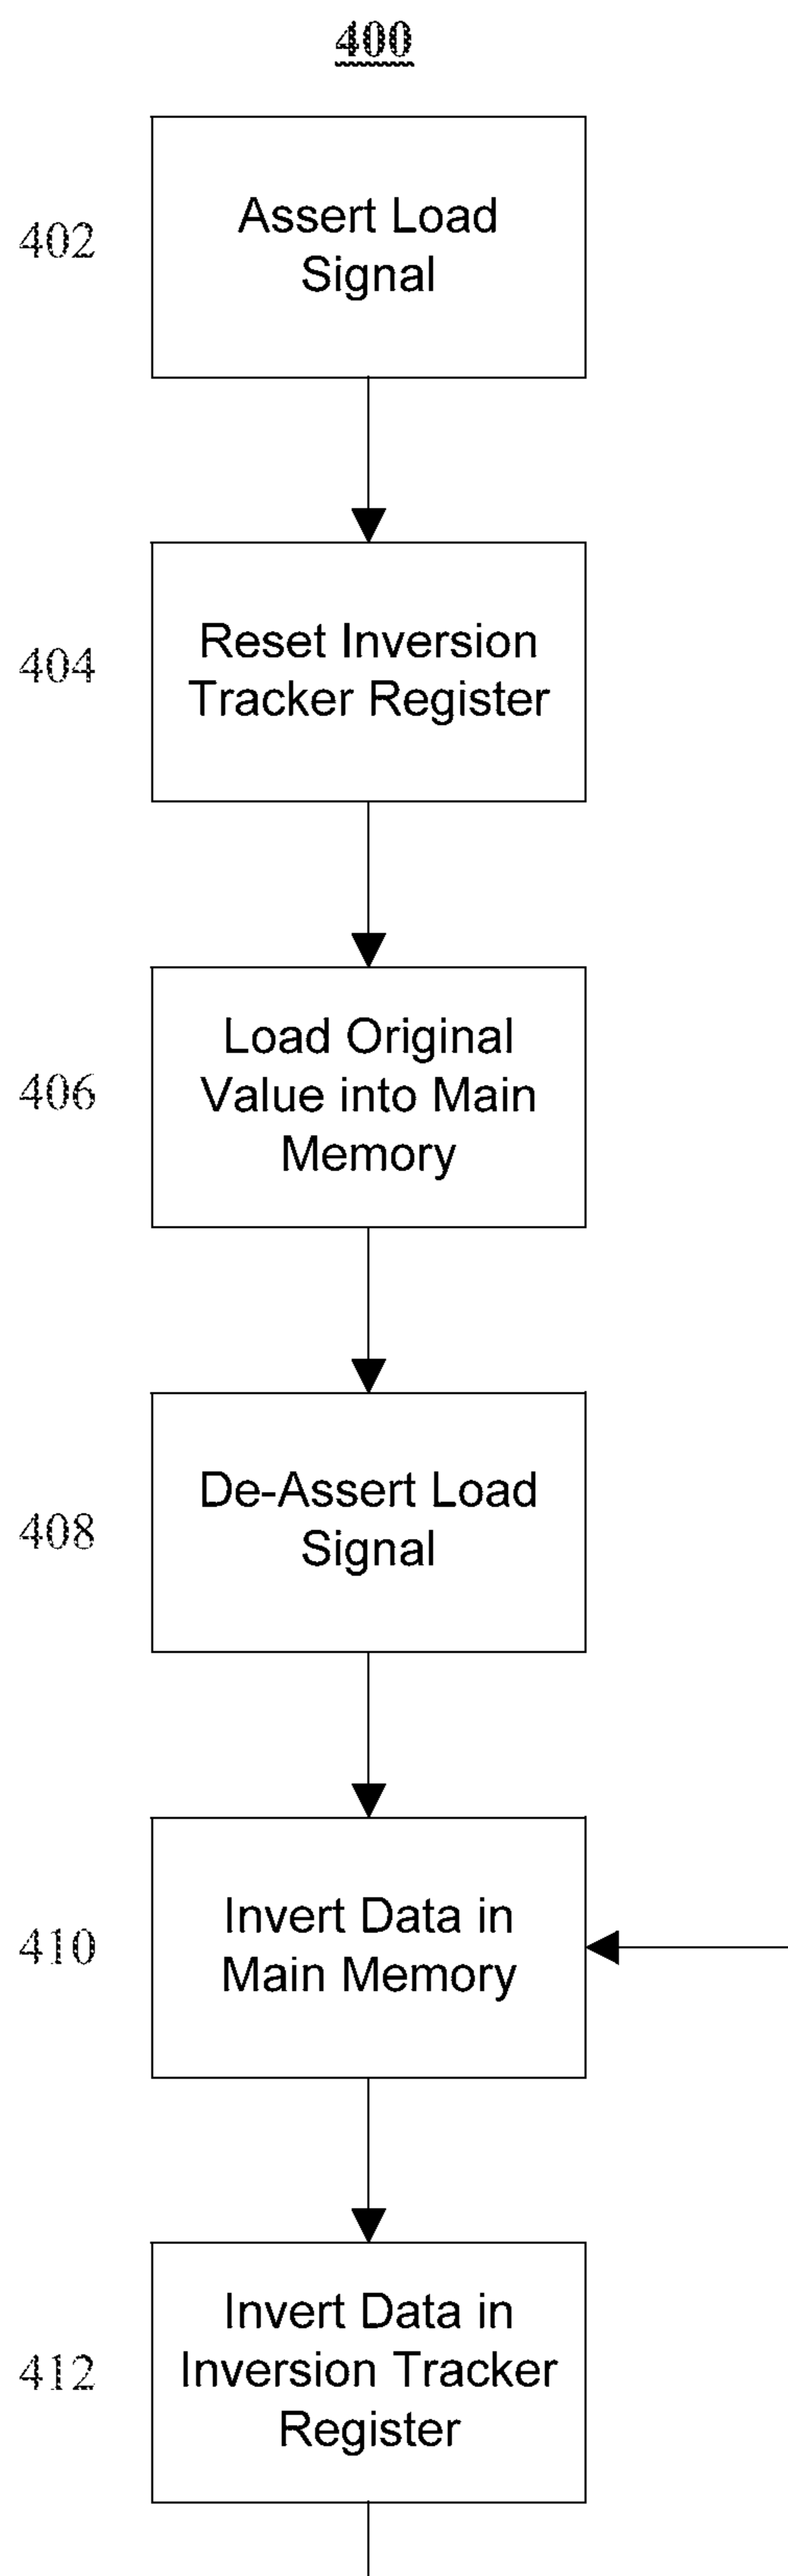 400
402
Assert Load
Signal
404
Reset Inversion
Tracker Register
406
Load Original
Value into Main
Memory
408
De-Assert Load
Signal
410
Invert Data in
Main Memory
412
Invert Data in
Inversion Tracker
Register